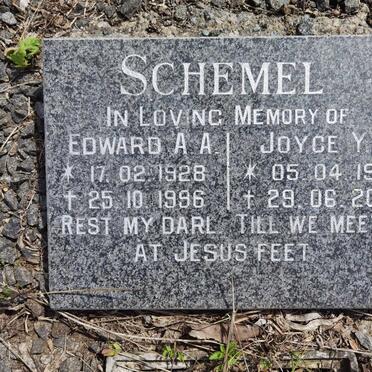 SCHEMEL
IN LOVING MEMORY OF
EDWARD A.A. JOYCE Y
* 17.02.1928 * 05.04.19
† 25.10.1996 † 29.06.20
REST MY DARL TILL WE MEE
AT JESUS FEET